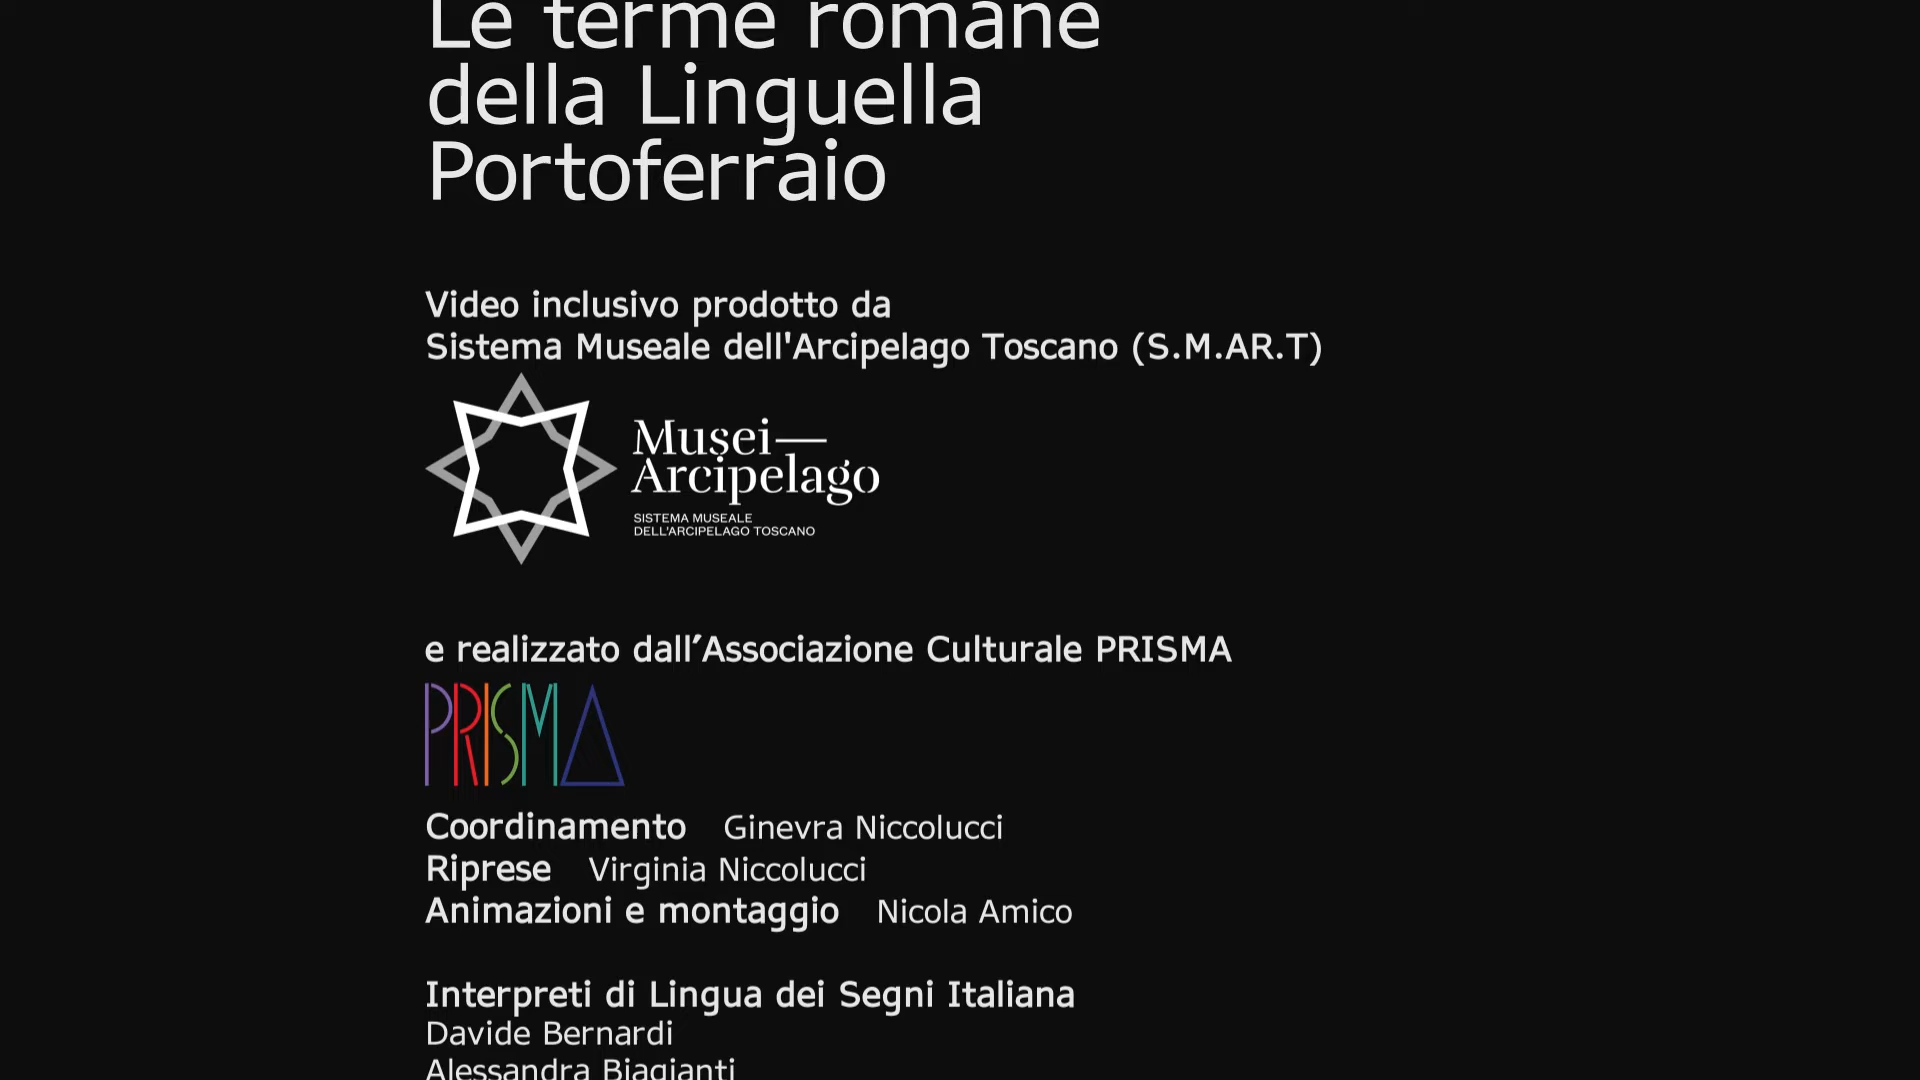 Le terme romane
della Linguella
Portoferraio
Video inclusivo prodotto da
Sistema Museale dell'Arcipelago Toscano (S.M.AR.T)
Musei—
Arcipelago
SISTEMA MUSEALE
DELL'ARCIPELAGO TOSCANO
e realizzato dall’Associazione Culturale PRISMA
PRISMA
Coordinamento Ginevra Niccolucci
Riprese Virginia Niccolucci
Animazioni e montaggio Nicola Amico
Interpreti di Lingua dei Segni Italiana
Davide Bernardi
Alessandra Biagianti